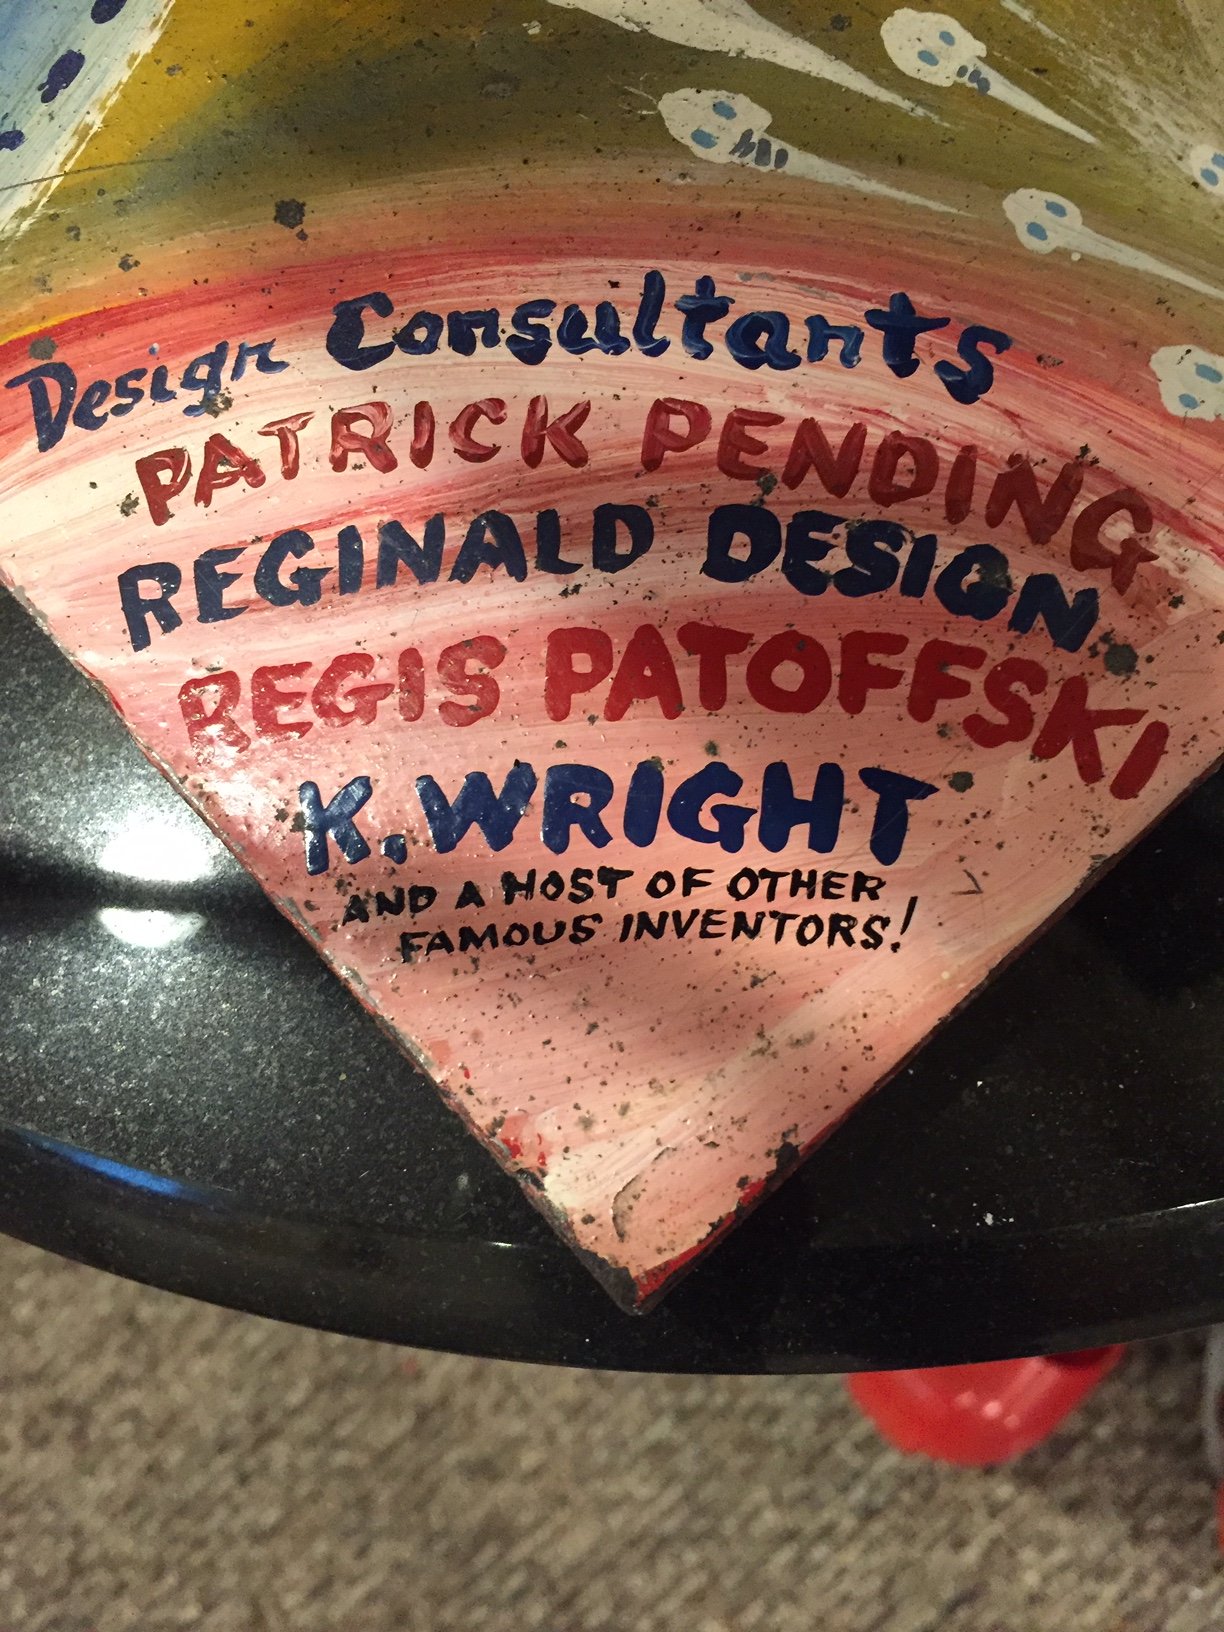 Design Consultants
PATRICK PENDING
REGINALD DESIGN
REGIS PATOFFSKI
K. WRIGHT
AND A HOST OF OTHER
FAMOUS INVENTORS!